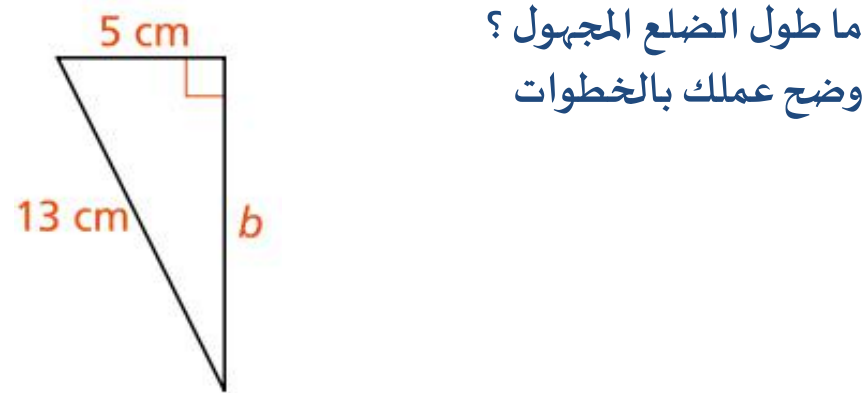 ما طول الضلع المجهول ؟
وضح عملك بالخطوات
5 cm
13 cm
b